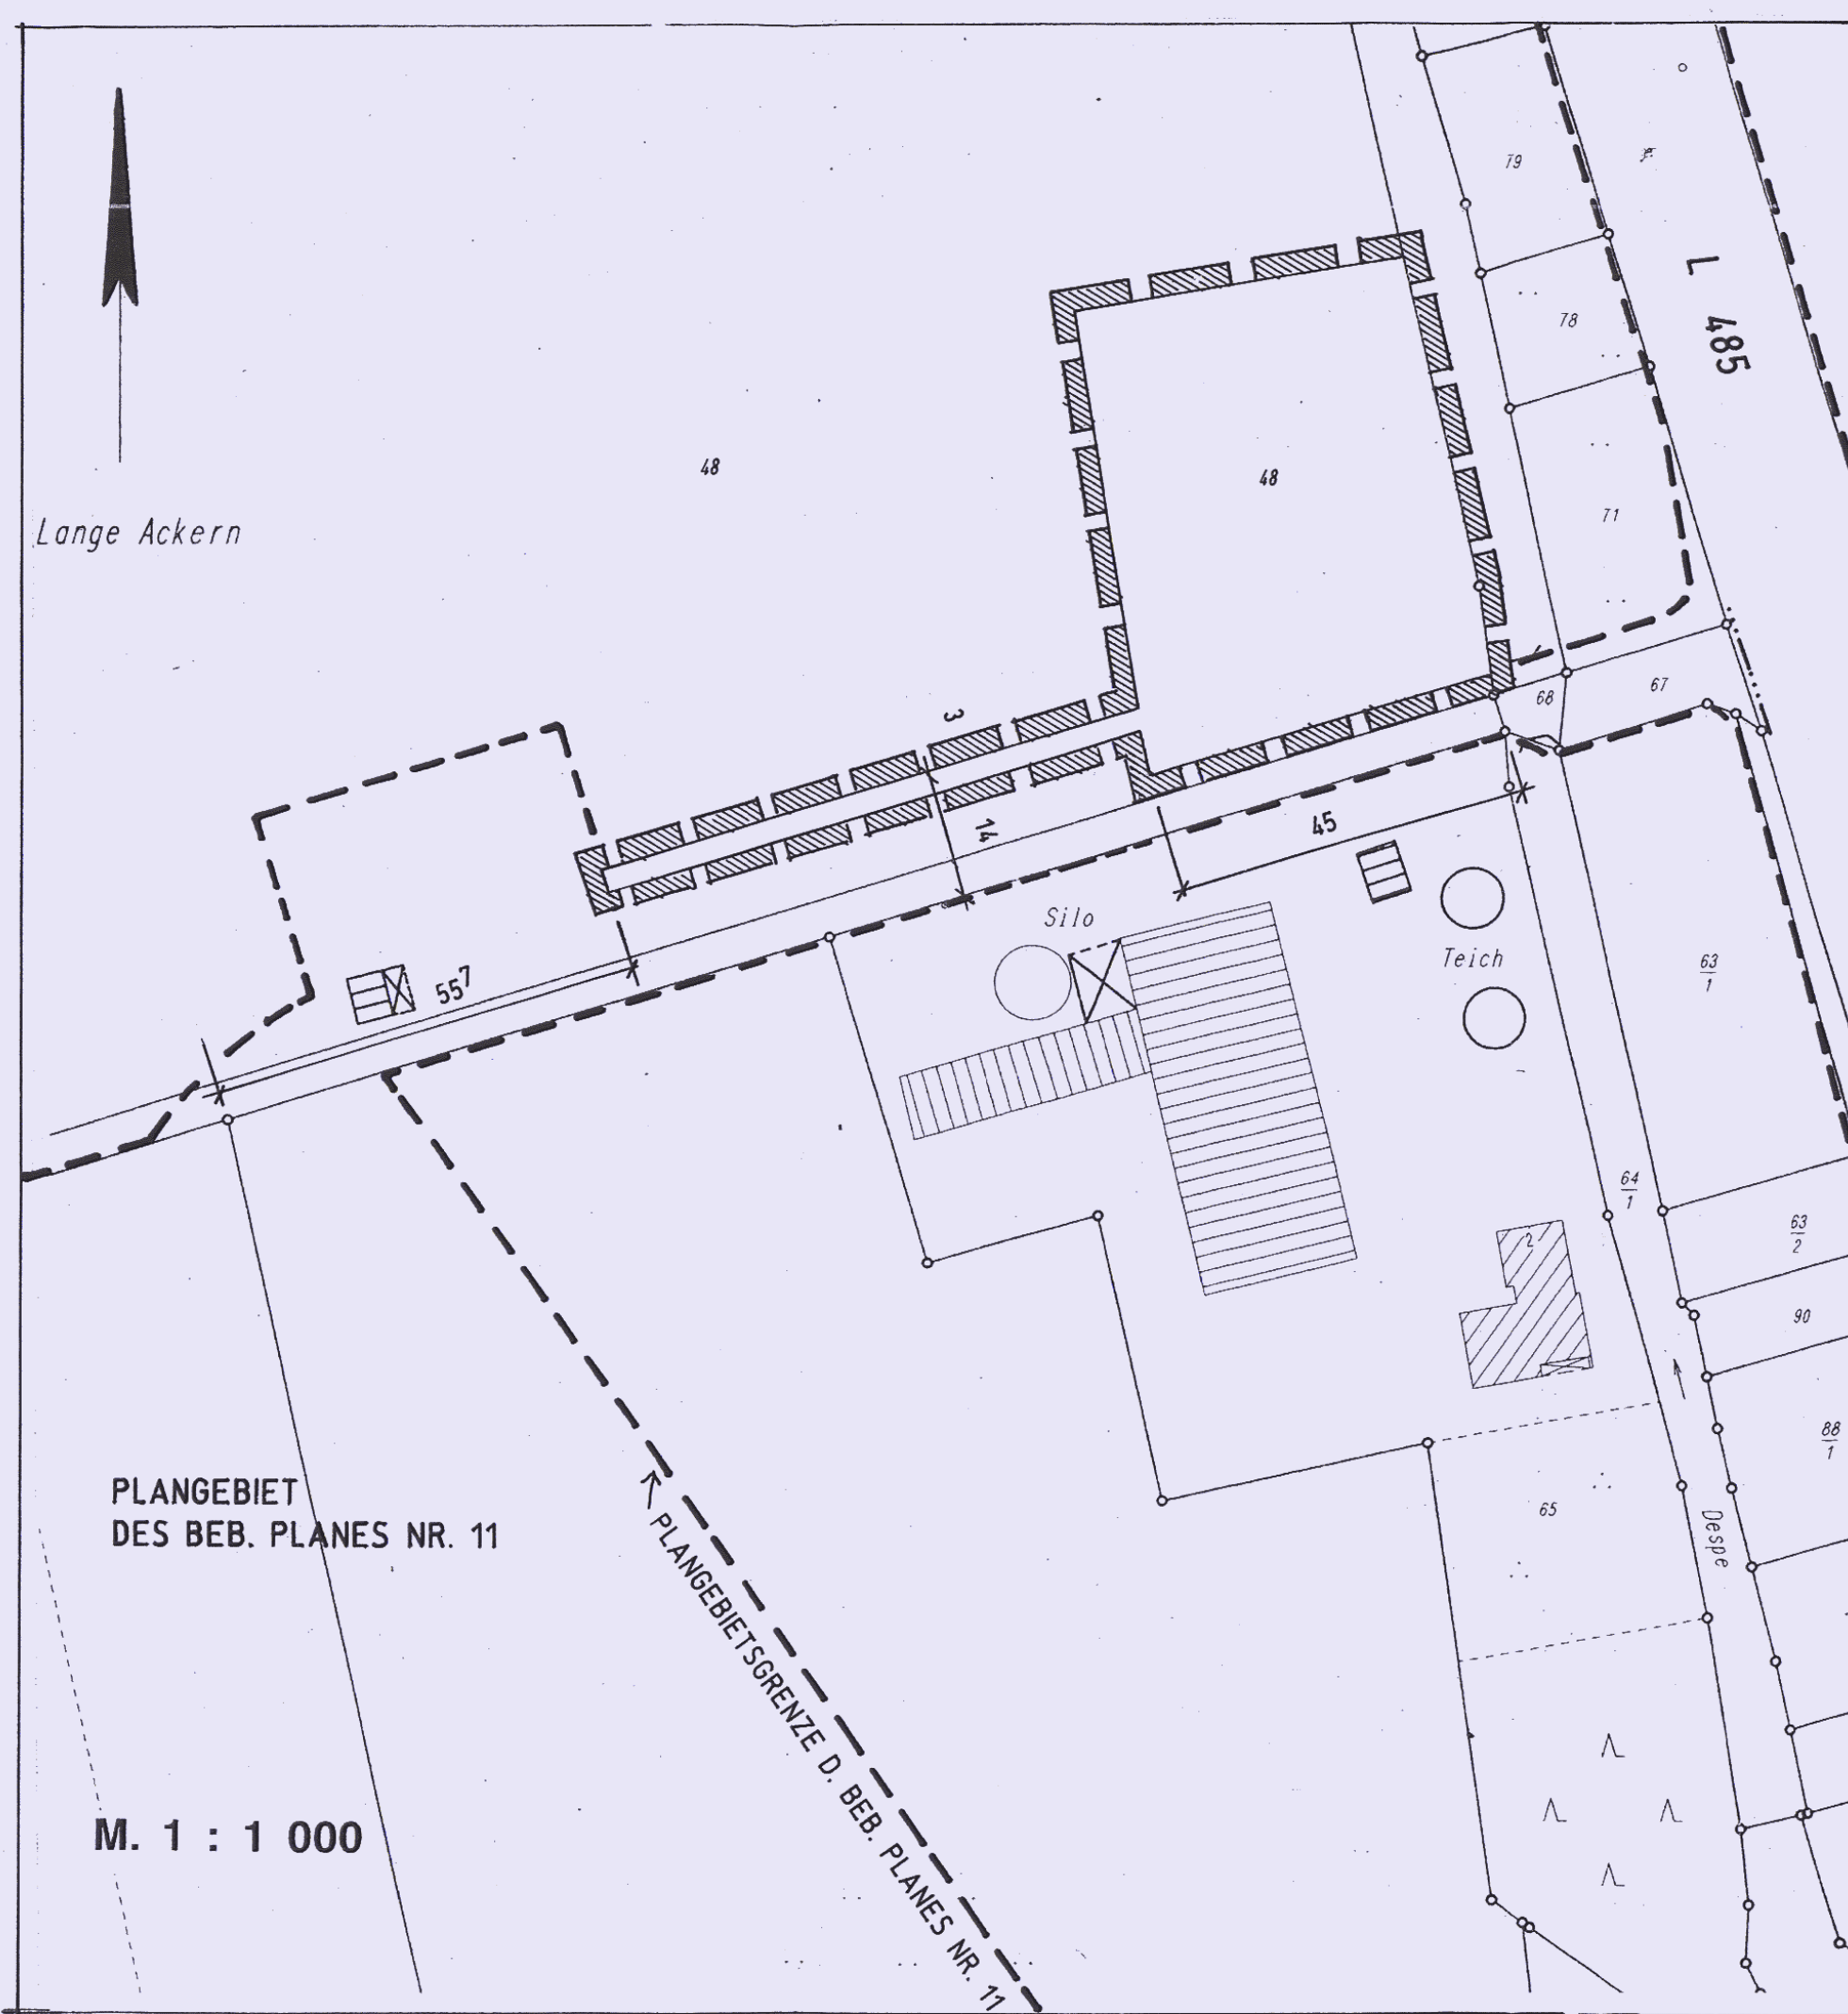 79
L 485
78
48
48
71
Lange Ackern
68
67
3
14
45
Silo
Teich
55⁷
63
1
64
1
63
2
2
90
88
1
PLANGEBIET
DES BEB. PLANES NR. 11
65
Despe
PLANGEBIETSGRENZE D. BEB. PLANES NR. 11
M. 1 : 1 000